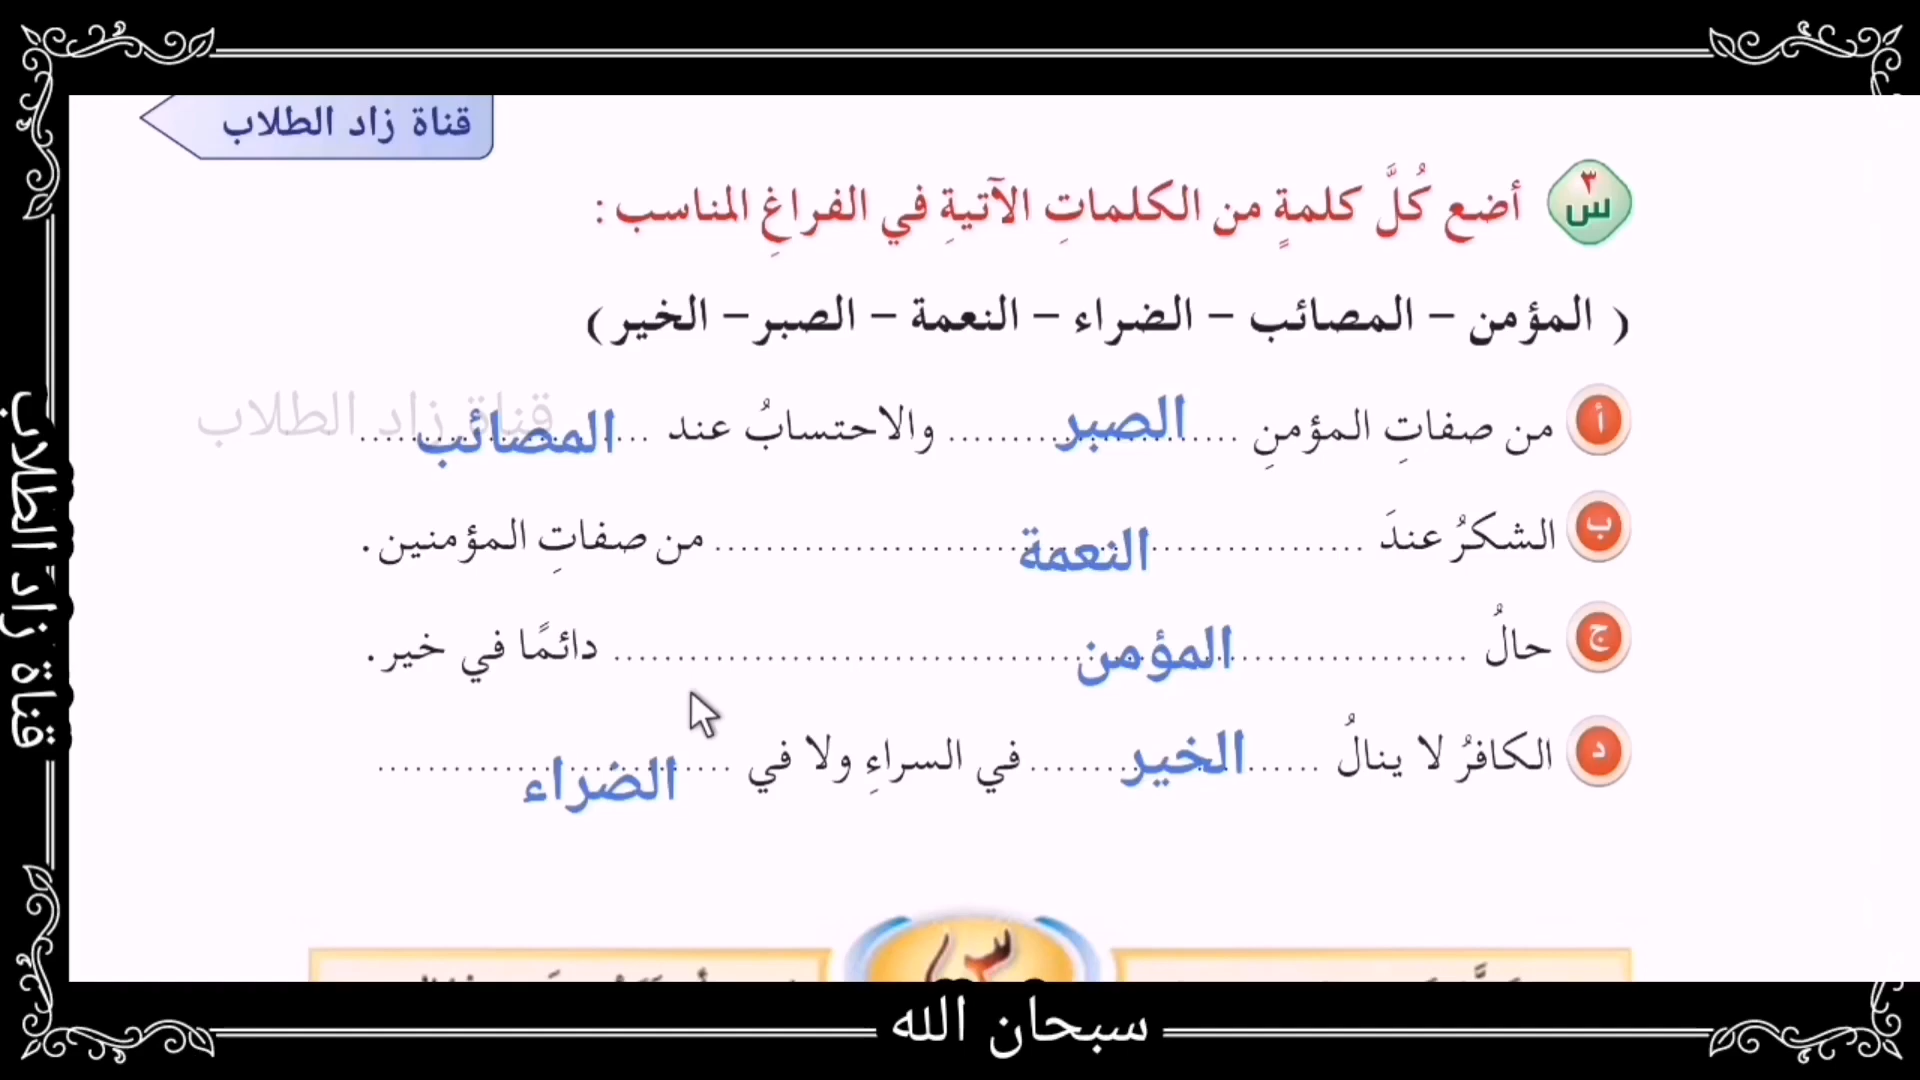 قناة زاد الطلاب
س٣ أضع كُلَّ كلمةٍ من الكلماتِ الآتيةِ في الفراغِ المناسب :
( المؤمن – المصائب – الضراء – النعمة – الصبر – الخير )
قناة زاد الطلاب
أ من صفاتِ المؤمنِ الصبر والاحتسابُ عند المصائب
ب الشكرُ عندَ النعمة من صفاتِ المؤمنين.
ج حالُ المؤمن دائمًا في خير.
د الكافرُ لا ينالُ الخير في السراءِ ولا في الضراء
قناة زاد الطلاب
سبحان الله